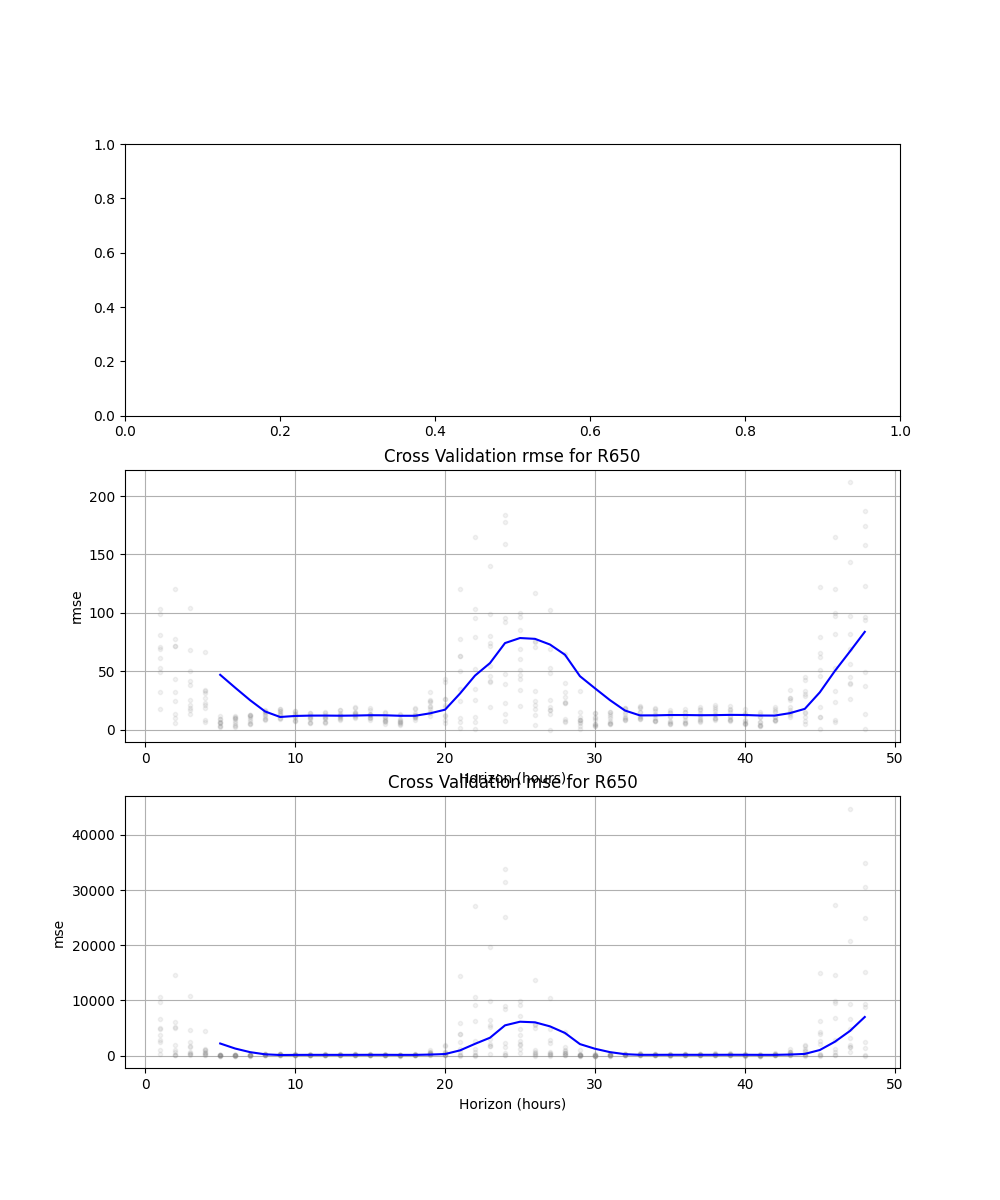 1.0
0.8
0.6
0.4
0.2
0.0
0.0 0.2 0.4 0.6 0.8 1.0
Cross Validation rmse for R650
200
150
100
50
0
rmse
0 10 20 30 40 50
Horizon (hours)
Cross Validation mse for R650
40000
30000
20000
10000
0
mse
0 10 20 30 40 50
Horizon (hours)